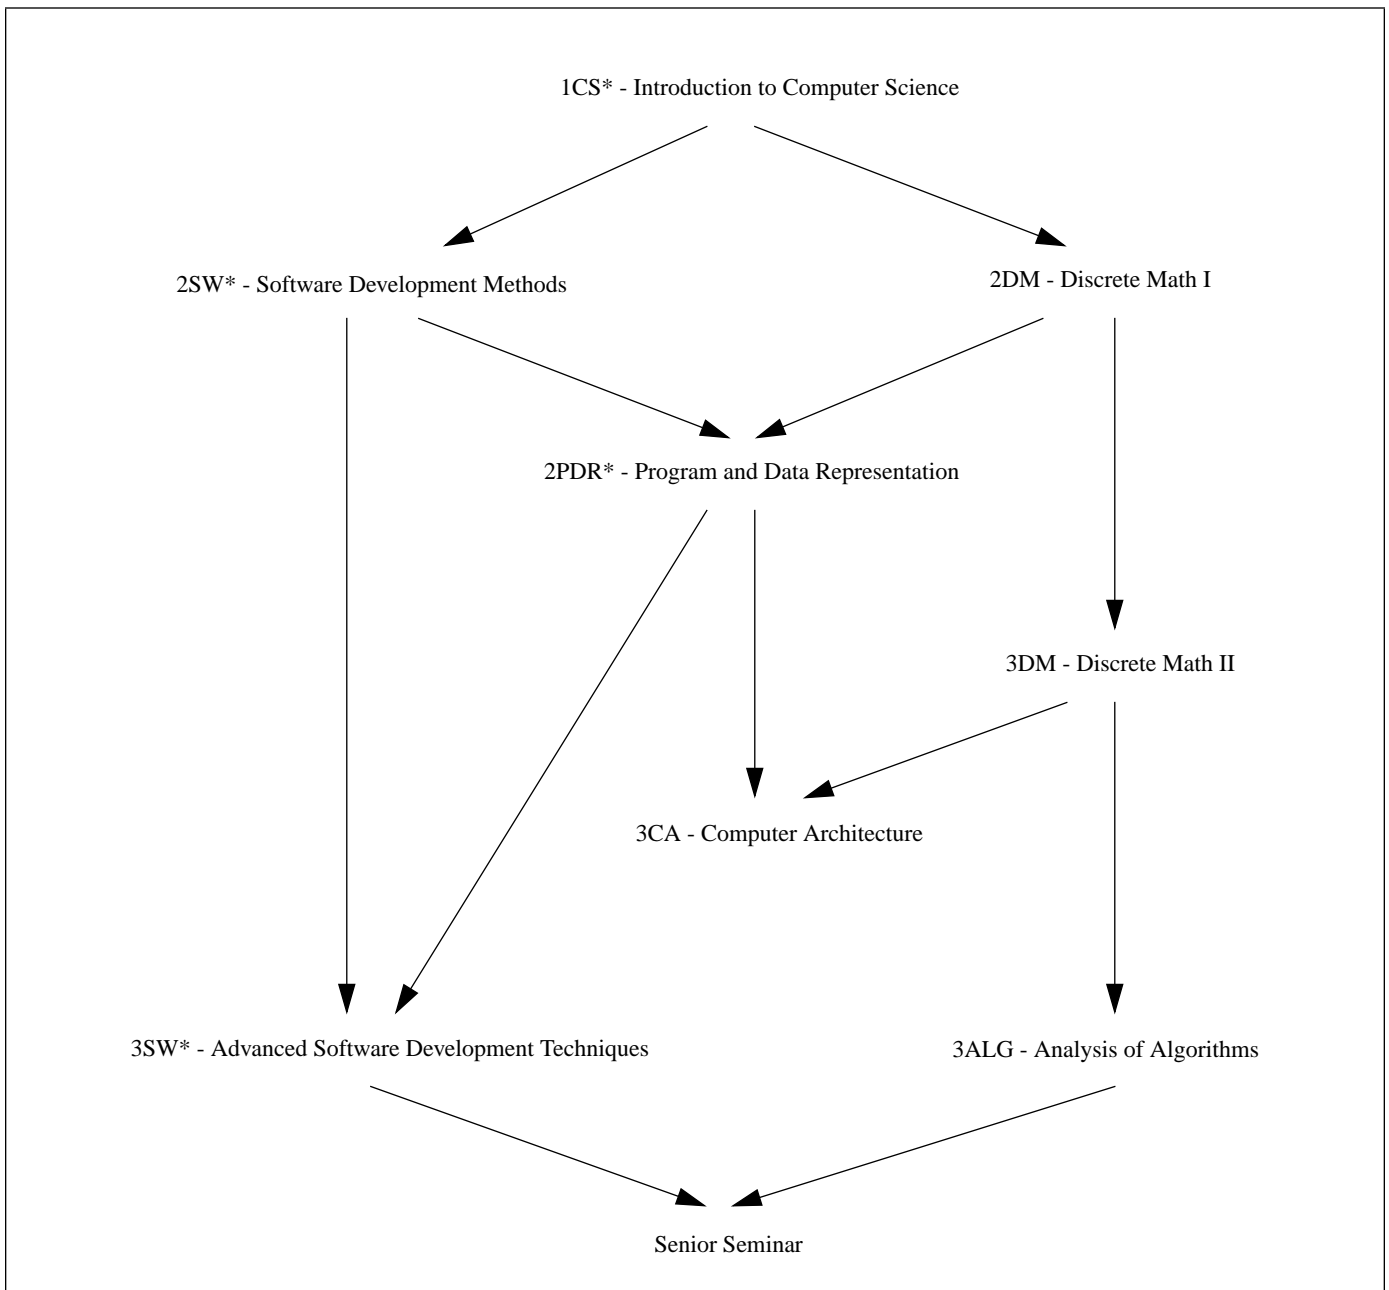 1CS* - Introduction to Computer Science
2SW* - Software Development Methods
2DM - Discrete Math I
2PDR* - Program and Data Representation
3DM - Discrete Math II
3CA - Computer Architecture
3SW* - Advanced Software Development Techniques
3ALG - Analysis of Algorithms
Senior Seminar